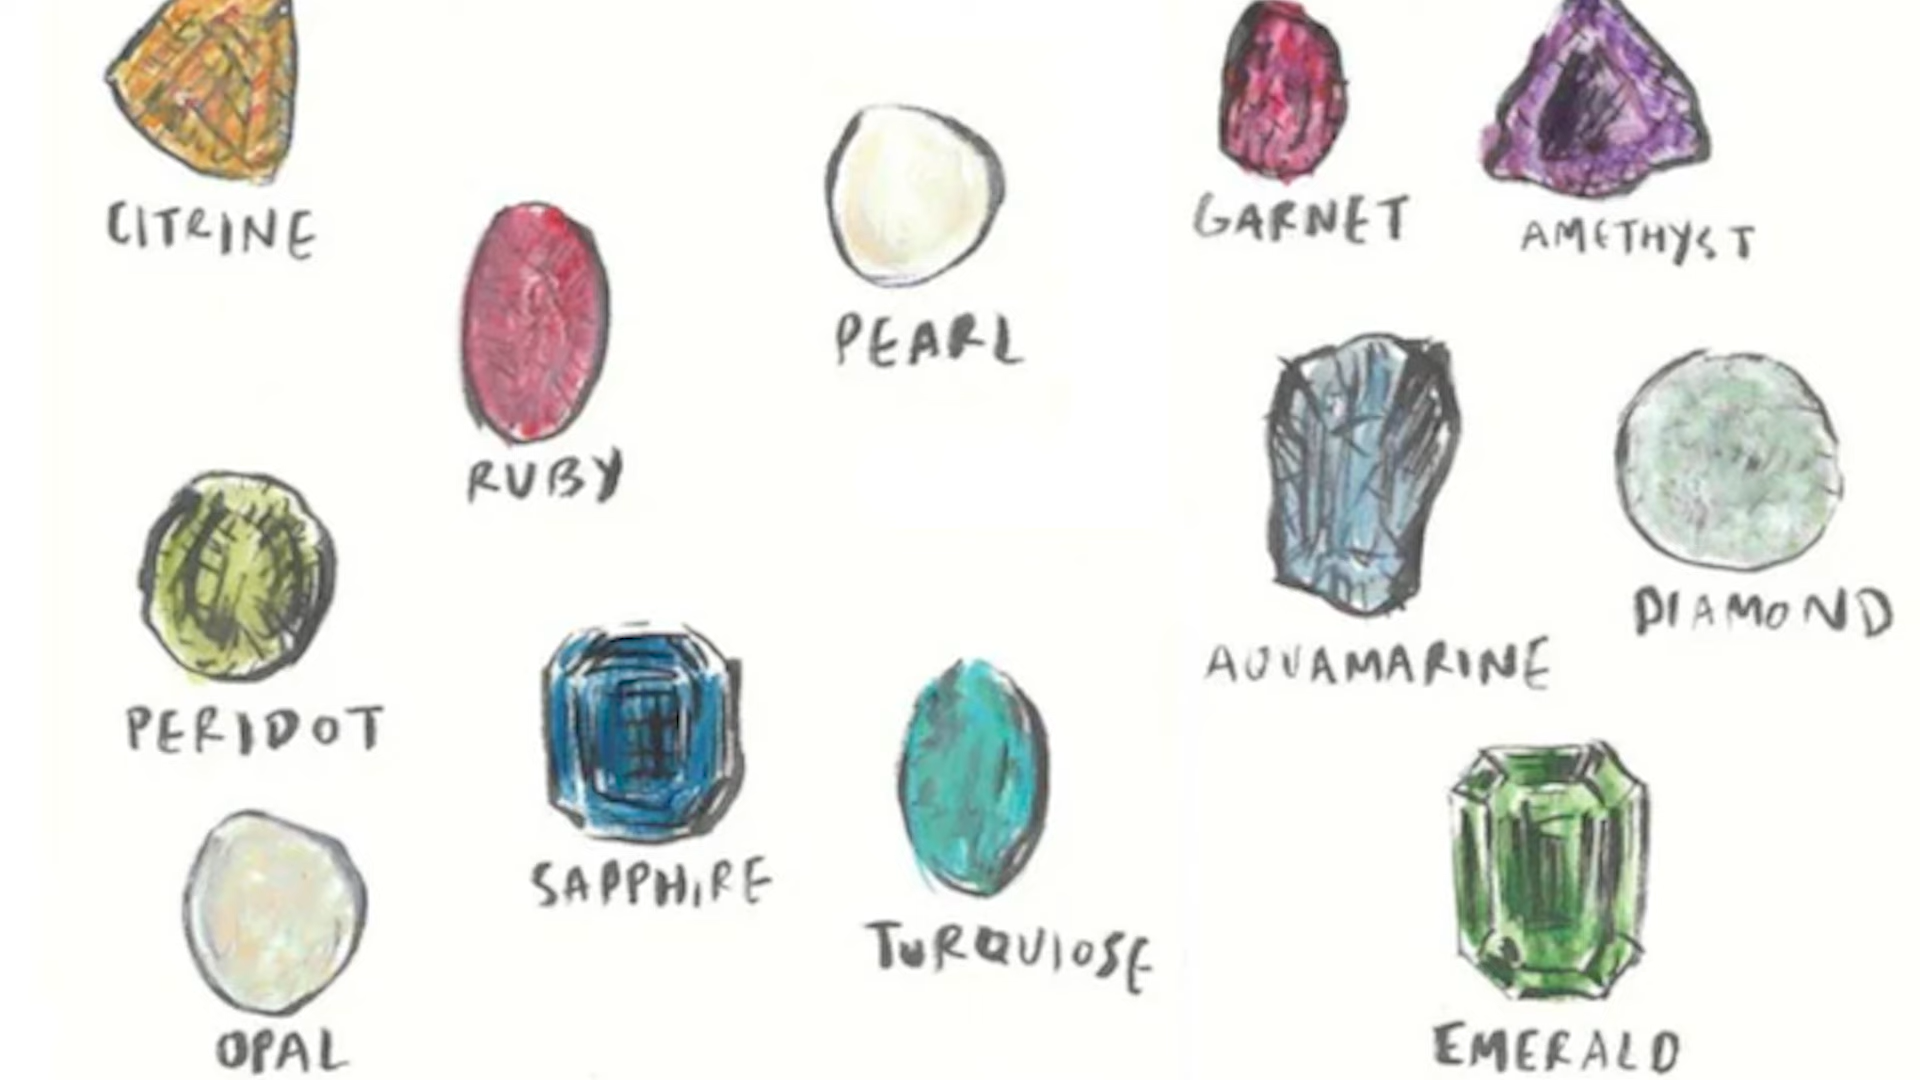 CITRINE
GARNET
AMETHYST
PEARL
RUBY
DIAMOND
AQUAMARINE
PERIDOT
SAPPHIRE
TURQUIOSE
OPAL
EMERALD